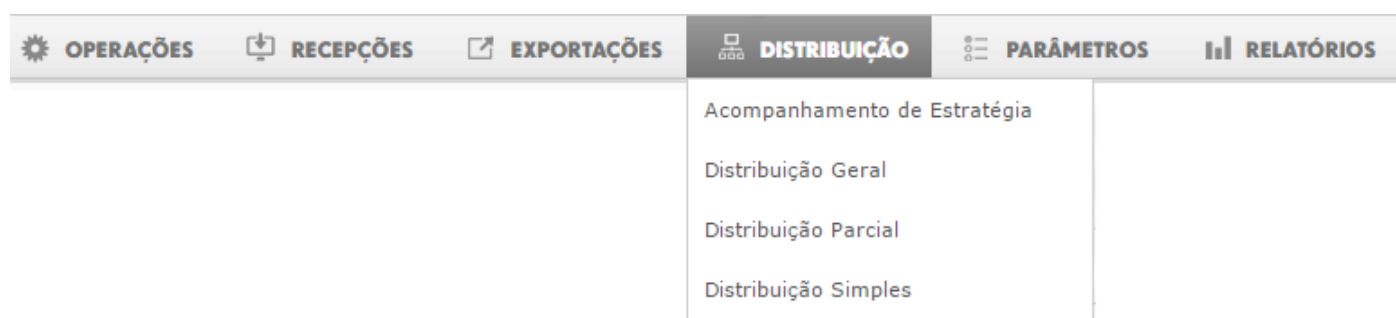 OPERAÇÕES RECEPÇÕES EXPORTAÇÕES DISTRIBUIÇÃO PARÂMETROS RELATÓRIOS
Acompanhamento de Estratégia
Distribuição Geral
Distribuição Parcial
Distribuição Simples